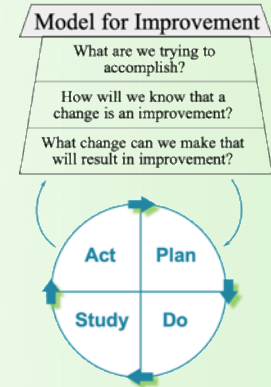 Model for Improvement
What are we trying to
accomplish?
How will we know that a
change is an improvement?
What change can we make that
will result in improvement?
Act
Plan
Study
Do